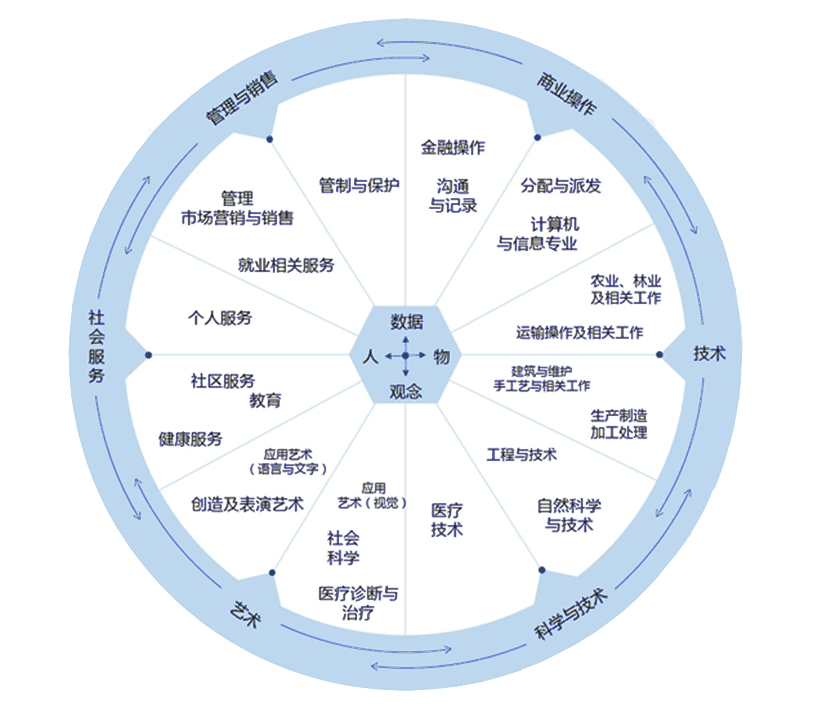 管理与销售
商业操作
金融操作
管制与保护
沟通
与记录
分配与派发
管理
市场营销与销售
计算机
与信息专业
就业相关服务
农业、林业
及相关工作
个人服务
运输操作及相关工作
数据
人
物
观念
社会服务
技术
社区服务
教育
建筑与维护
手工艺与相关工作
健康服务
生产制造
加工处理
应用艺术
（语言与文字）
工程与技术
创造及表演艺术
应用
艺术（视觉）
医疗
技术
自然科学
与技术
社会
科学
医疗诊断与
治疗
艺术
科学与技术